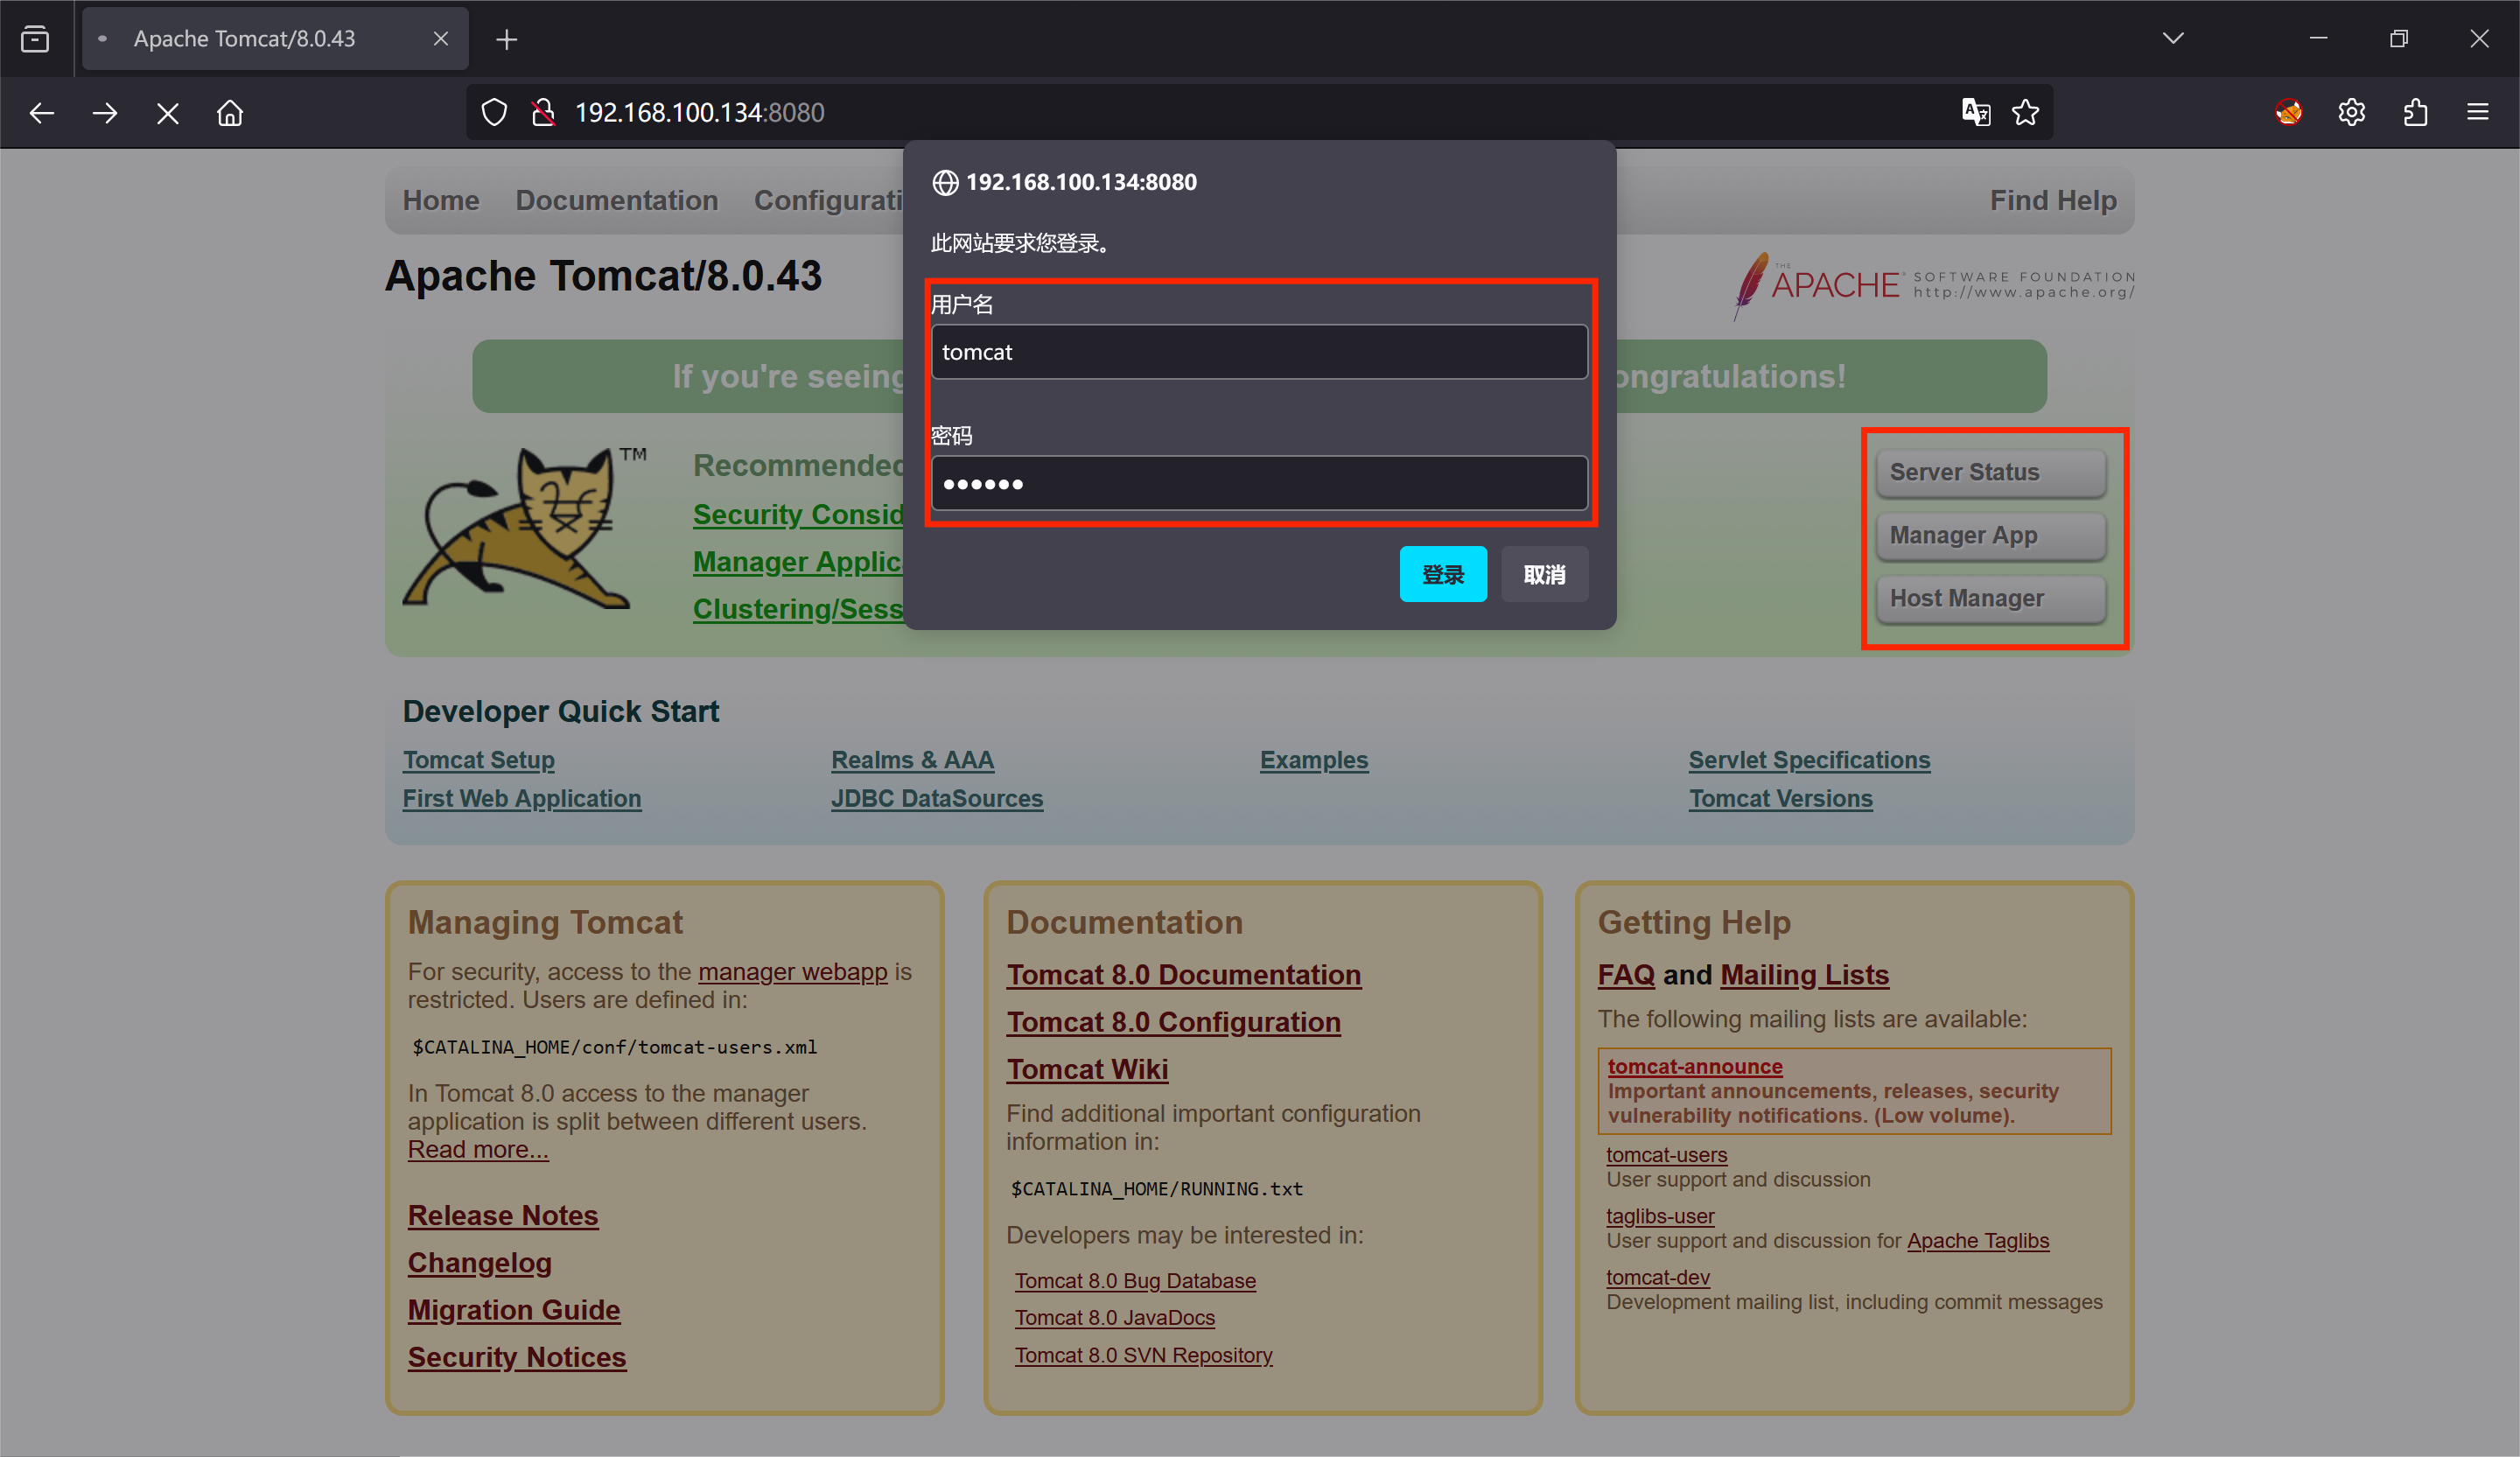 Apache Tomcat/8.0.43
192.168.100.134:8080
192.168.100.134:8080
此网站要求您登录。
用户名
tomcat
密码
••••••
登录
取消
Home
Documentation
Configurati
Find Help
Apache Tomcat/8.0.43
THE
APACHE
SOFTWARE FOUNDATION
http://www.apache.org/
If you're seeing
ongratulations!
TM
Recommended
Security Consid
Manager Applic
Clustering/Sess
Server Status
Manager App
Host Manager
Developer Quick Start
Tomcat Setup
First Web Application
Realms & AAA
JDBC DataSources
Examples
Servlet Specifications
Tomcat Versions
Managing Tomcat
For security, access to the manager webapp is
restricted. Users are defined in:
$CATALINA_HOME/conf/tomcat-users.xml
In Tomcat 8.0 access to the manager
application is split between different users.
Read more...
Release Notes
Changelog
Migration Guide
Security Notices
Documentation
Tomcat 8.0 Documentation
Tomcat 8.0 Configuration
Tomcat Wiki
Find additional important configuration
information in:
$CATALINA_HOME/RUNNING.txt
Developers may be interested in:
Tomcat 8.0 Bug Database
Tomcat 8.0 JavaDocs
Tomcat 8.0 SVN Repository
Getting Help
FAQ and Mailing Lists
The following mailing lists are available:
tomcat-announce
Important announcements, releases, security
vulnerability notifications. (Low volume).
tomcat-users
User support and discussion
taglibs-user
User support and discussion for Apache Taglibs
tomcat-dev
Development mailing list, including commit messages